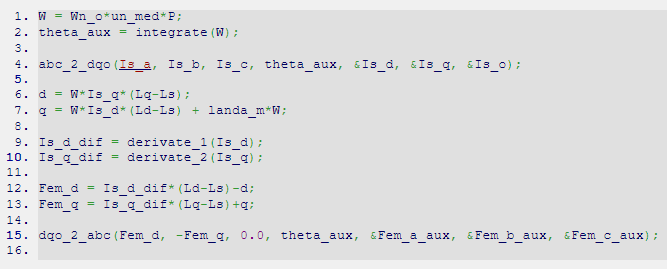 1. W = Wn_o*un_med*P;
2. theta_aux = integrate(W);
3.
4. abc_2_dqo(Is_a, Is_b, Is_c, theta_aux, &Is_d, &Is_q, &Is_o);
5.
6. d = W*Is_q*(Lq-Ls);
7. q = W*Is_d*(Ld-Ls) + landa_m*W;
8.
9. Is_d_dif = derivate_1(Is_d);
10. Is_q_dif = derivate_2(Is_q);
11.
12. Fem_d = Is_d_dif*(Ld-Ls)-d;
13. Fem_q = Is_q_dif*(Lq-Ls)+q;
14.
15. dqo_2_abc(Fem_d, -Fem_q, 0.0, theta_aux, &Fem_a_aux, &Fem_b_aux, &Fem_c_aux);
16.